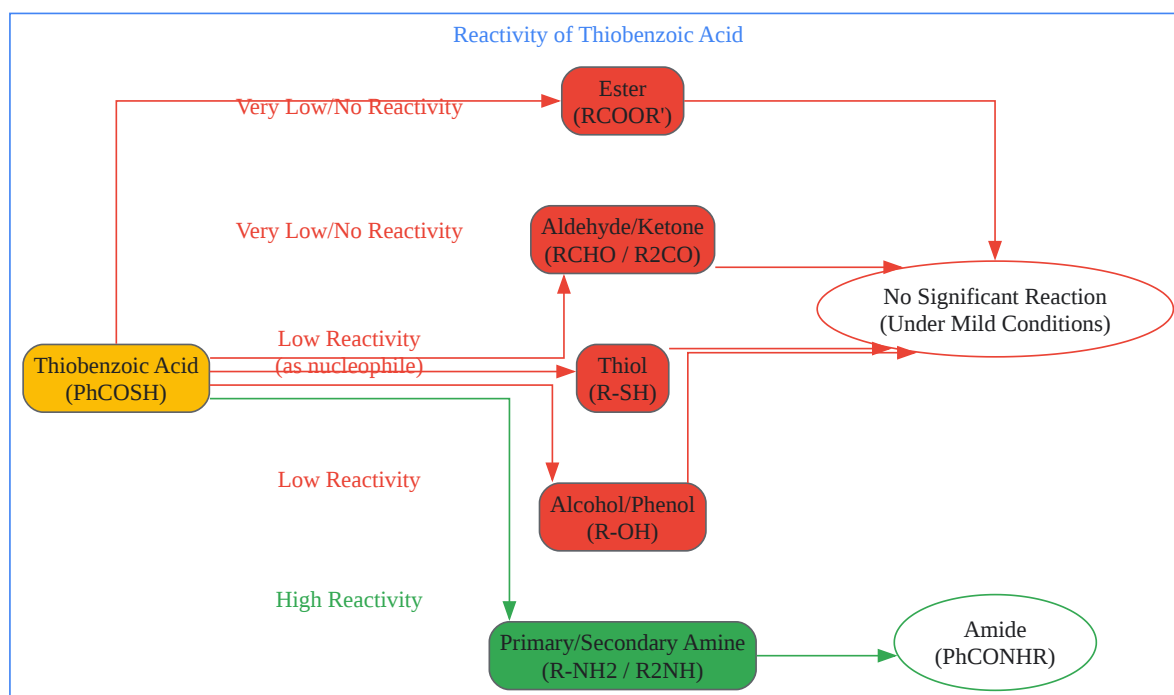 Reactivity of Thiobenzoic Acid
Ester
(RCOOR')
Very Low/No Reactivity
Very Low/No Reactivity
Aldehyde/Ketone
(RCHO / R2CO)
No Significant Reaction
(Under Mild Conditions)
Low Reactivity
(as nucleophile)
Thiobenzoic Acid
(PhCOSH)
Thiol
(R-SH)
Low Reactivity
Alcohol/Phenol
(R-OH)
High Reactivity
Primary/Secondary Amine
(R-NH2 / R2NH)
Amide
(PhCONHR)